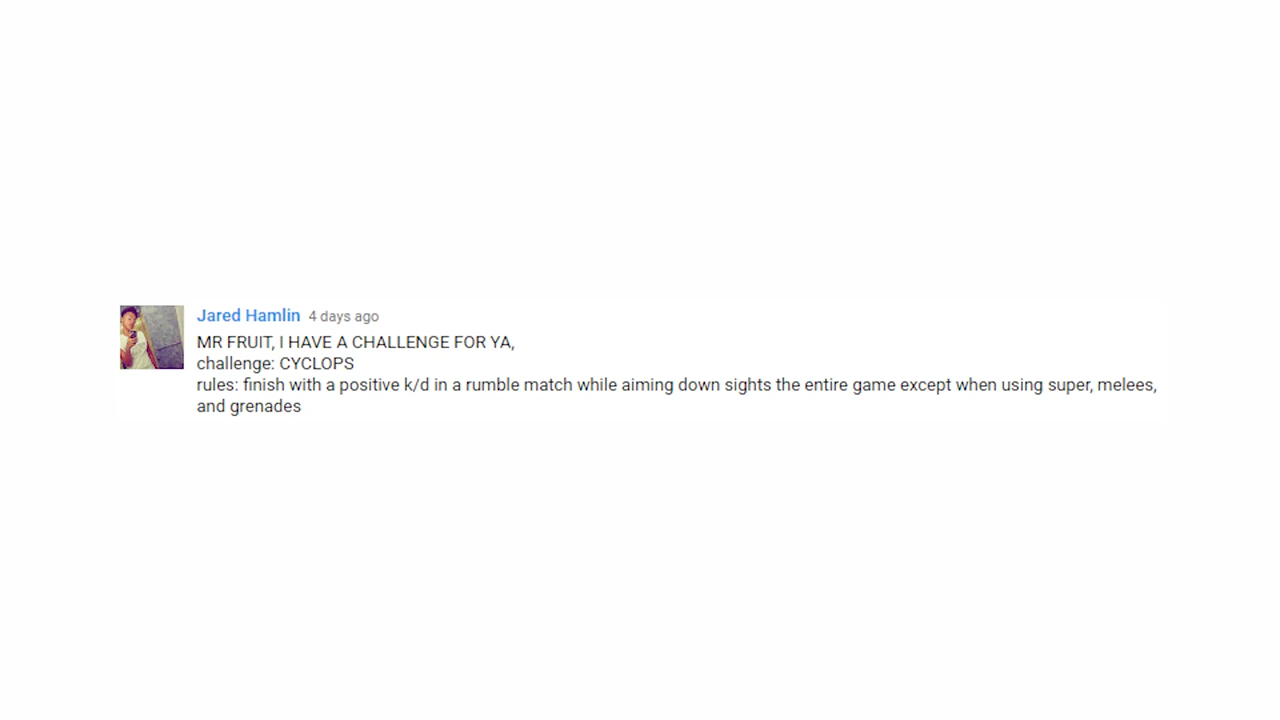 Jared Hamlin 4 days ago
MR FRUIT, I HAVE A CHALLENGE FOR YA,
challenge: CYCLOPS
rules: finish with a positive k/d in a rumble match while aiming down sights the entire game except when using super, melees,
and grenades